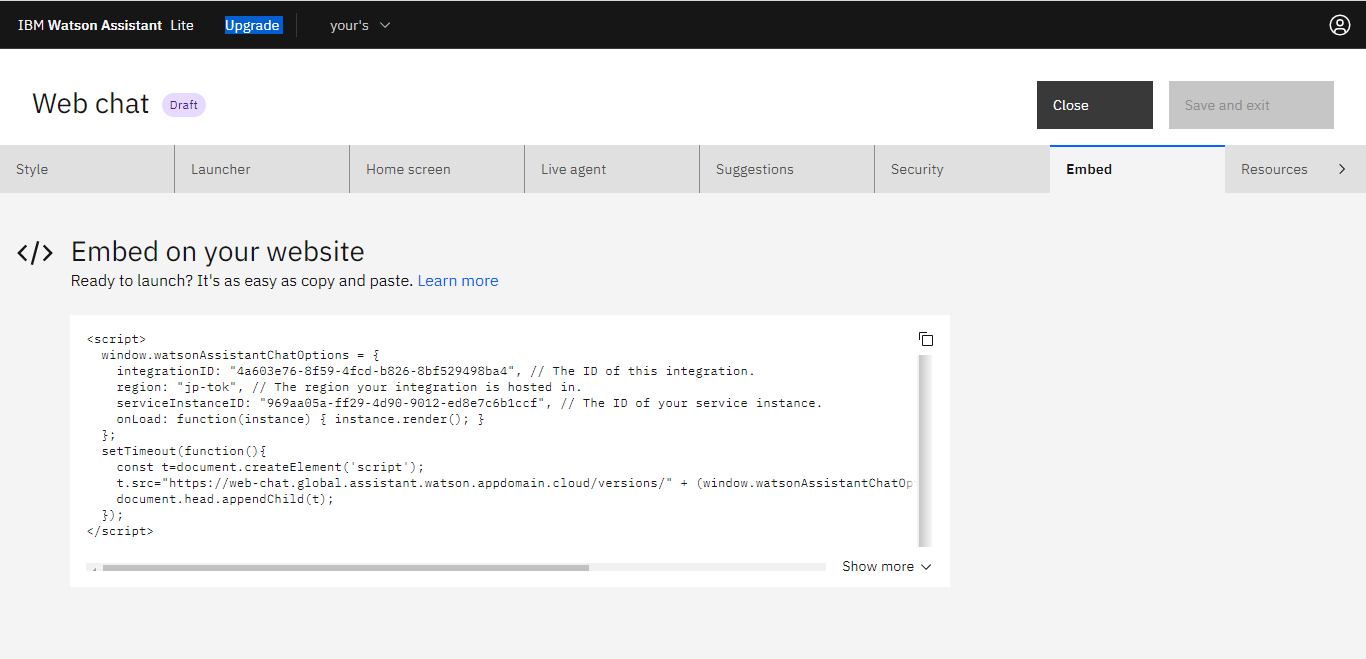 IBM Watson Assistant Lite Upgrade your's
Web chat Draft Close Save and exit
Style Launcher Home screen Live agent Suggestions Security Embed Resources
</> Embed on your website
Ready to launch? It's as easy as copy and paste. Learn more
<script>
window.watsonAssistantChatOptions = {
integrationID: "4a603e76-8f59-4fcd-b826-8bf529498ba4", // The ID of this integration.
region: "jp-tok", // The region your integration is hosted in.
serviceInstanceID: "969aa05a-ff29-4d90-9012-ed8e7c6b1ccf", // The ID of your service instance.
onLoad: function(instance) { instance.render(); }
};
setTimeout(function(){
const t=document.createElement('script');
t.src="https://web-chat.global.assistant.watson.appdomain.cloud/versions/" + (window.watsonAssistantChatOp
document.head.appendChild(t);
});
</script>
Show more